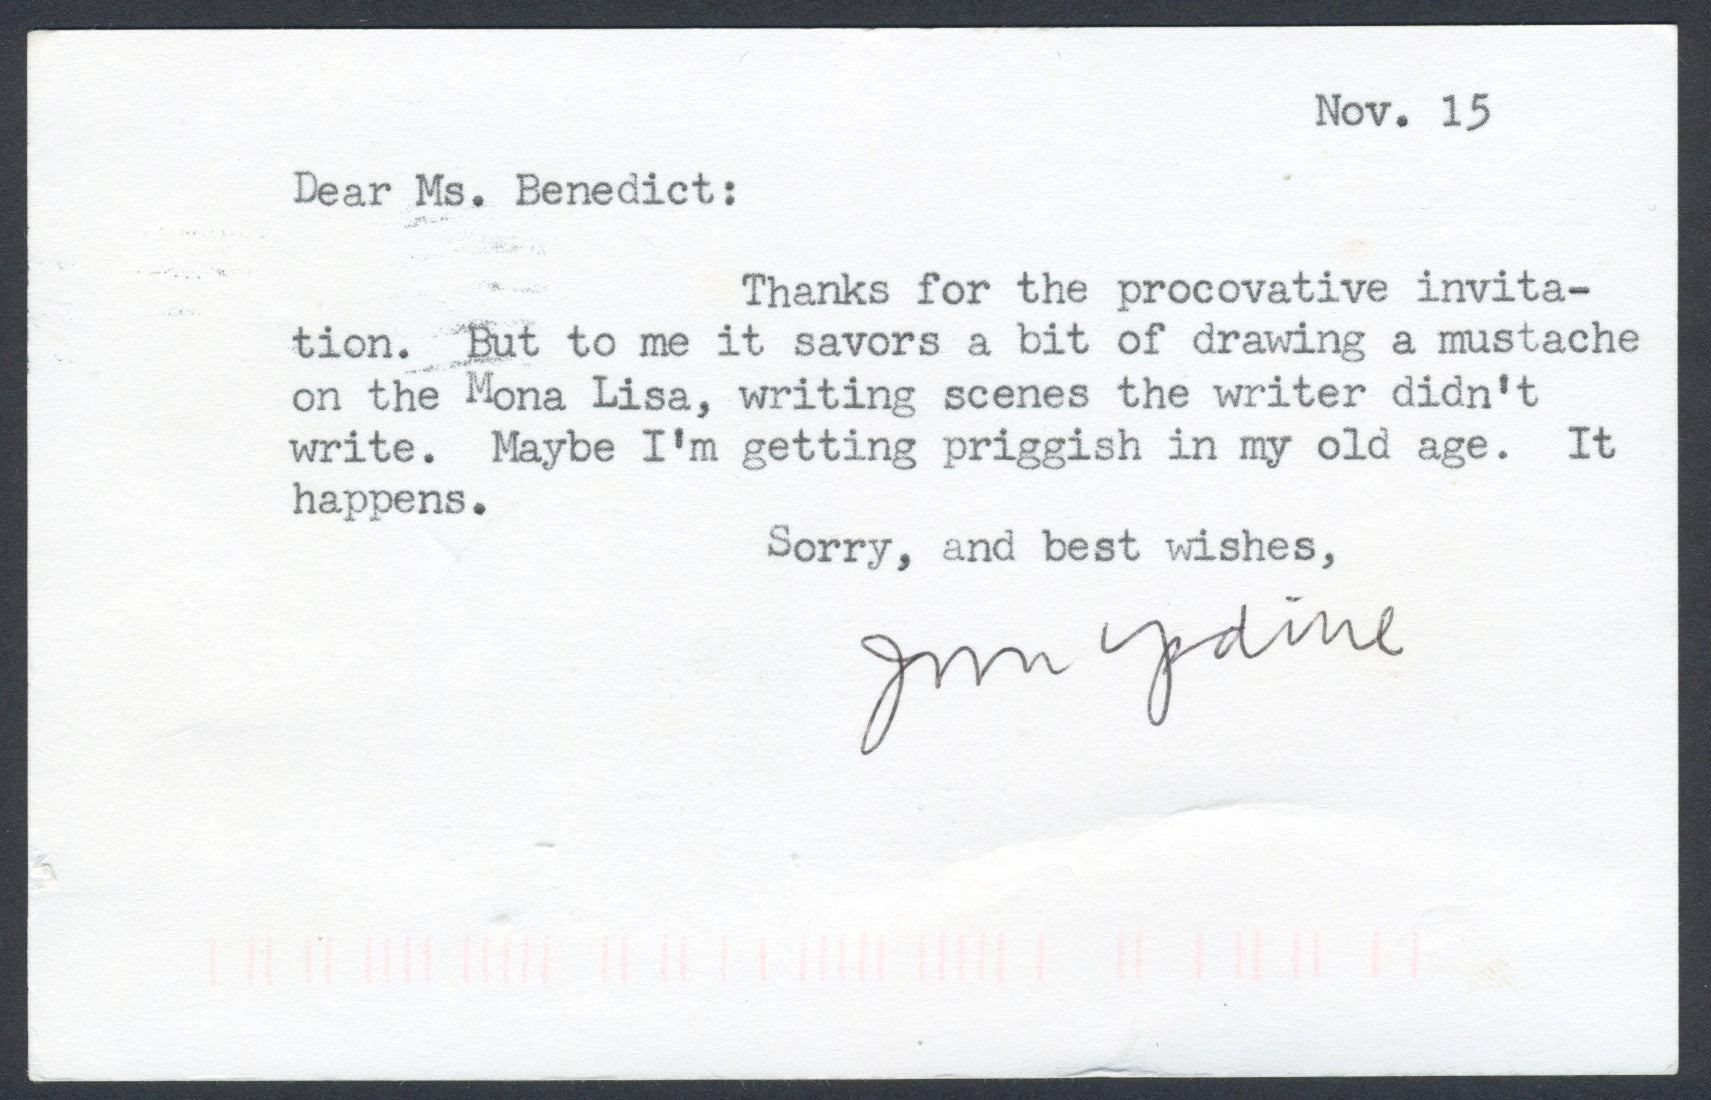 Nov. 15
Dear Ms. Benedict:
Thanks for the procovative invita-
tion.  But to me it savors a bit of drawing a mustache
on the Mona Lisa, writing scenes the writer didn't
write.  Maybe I'm getting priggish in my old age.  It
happens.
Sorry, and best wishes,
John Updike